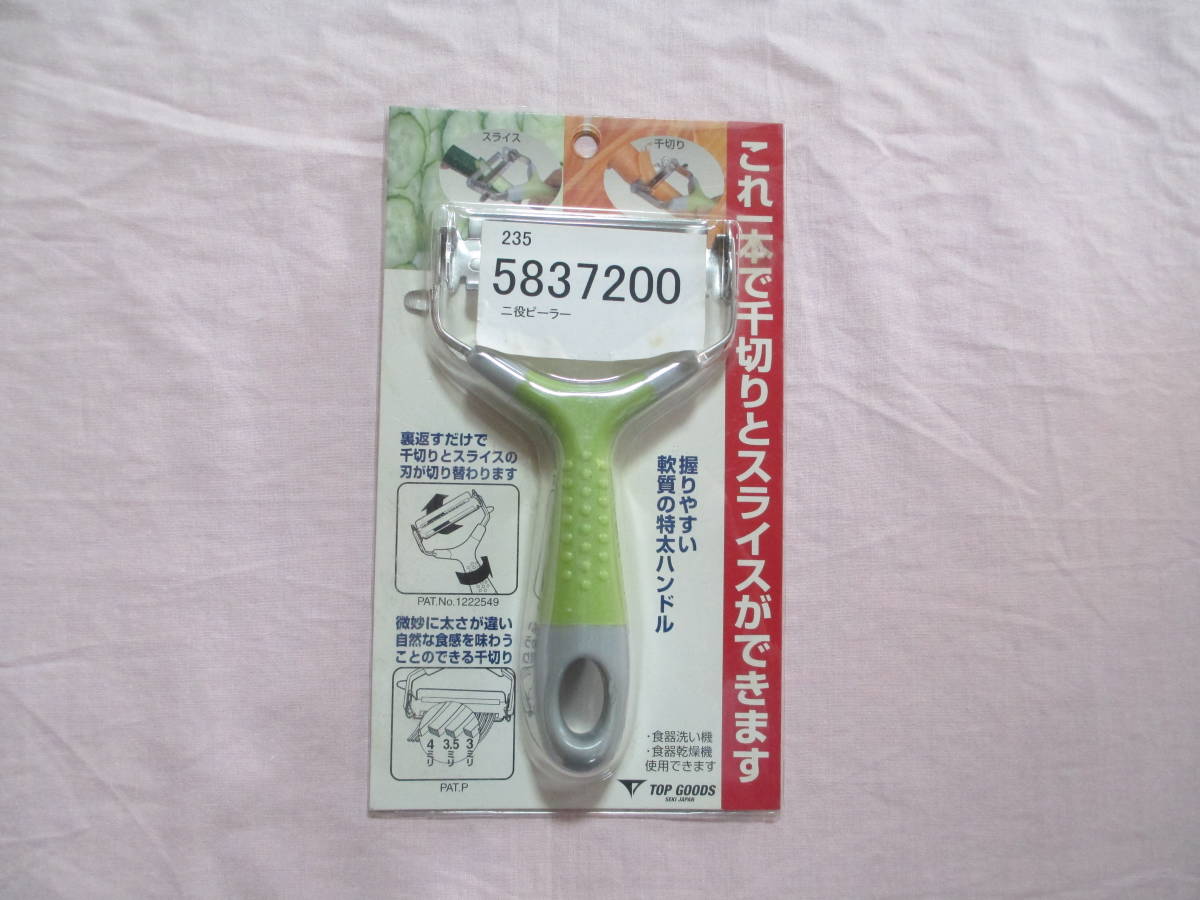 スライス
千切り
これ一本で千切りとスライスができます
235
5837200
二役ピーラー
裏返すだけで
千切りとスライスの
刃が切り替わります
PAT.No.1222549
握りやすい
軟質の特太ハンドル
微妙に太さが違い
自然な食感を味わう
ことのできる千切り
4ミリ 3.5ミリ 3ミリ
PAT.P
・食器洗い機
・食器乾燥機
使用できます
TOP GOODS
SEKI JAPAN